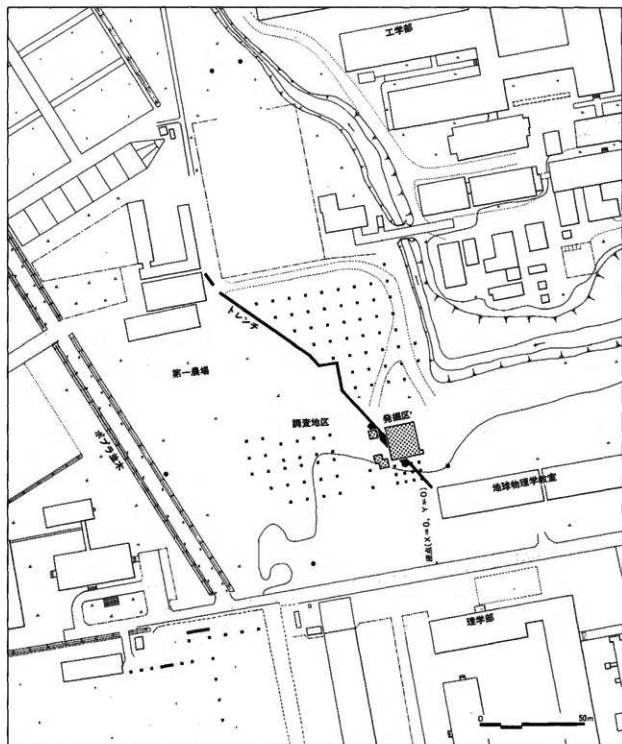 工学部
トレンチ
第一農場
調査地区
発掘区
ポプラ並木
地球物理学教室
原点(X=0, Y=0)
理学部
0 50m